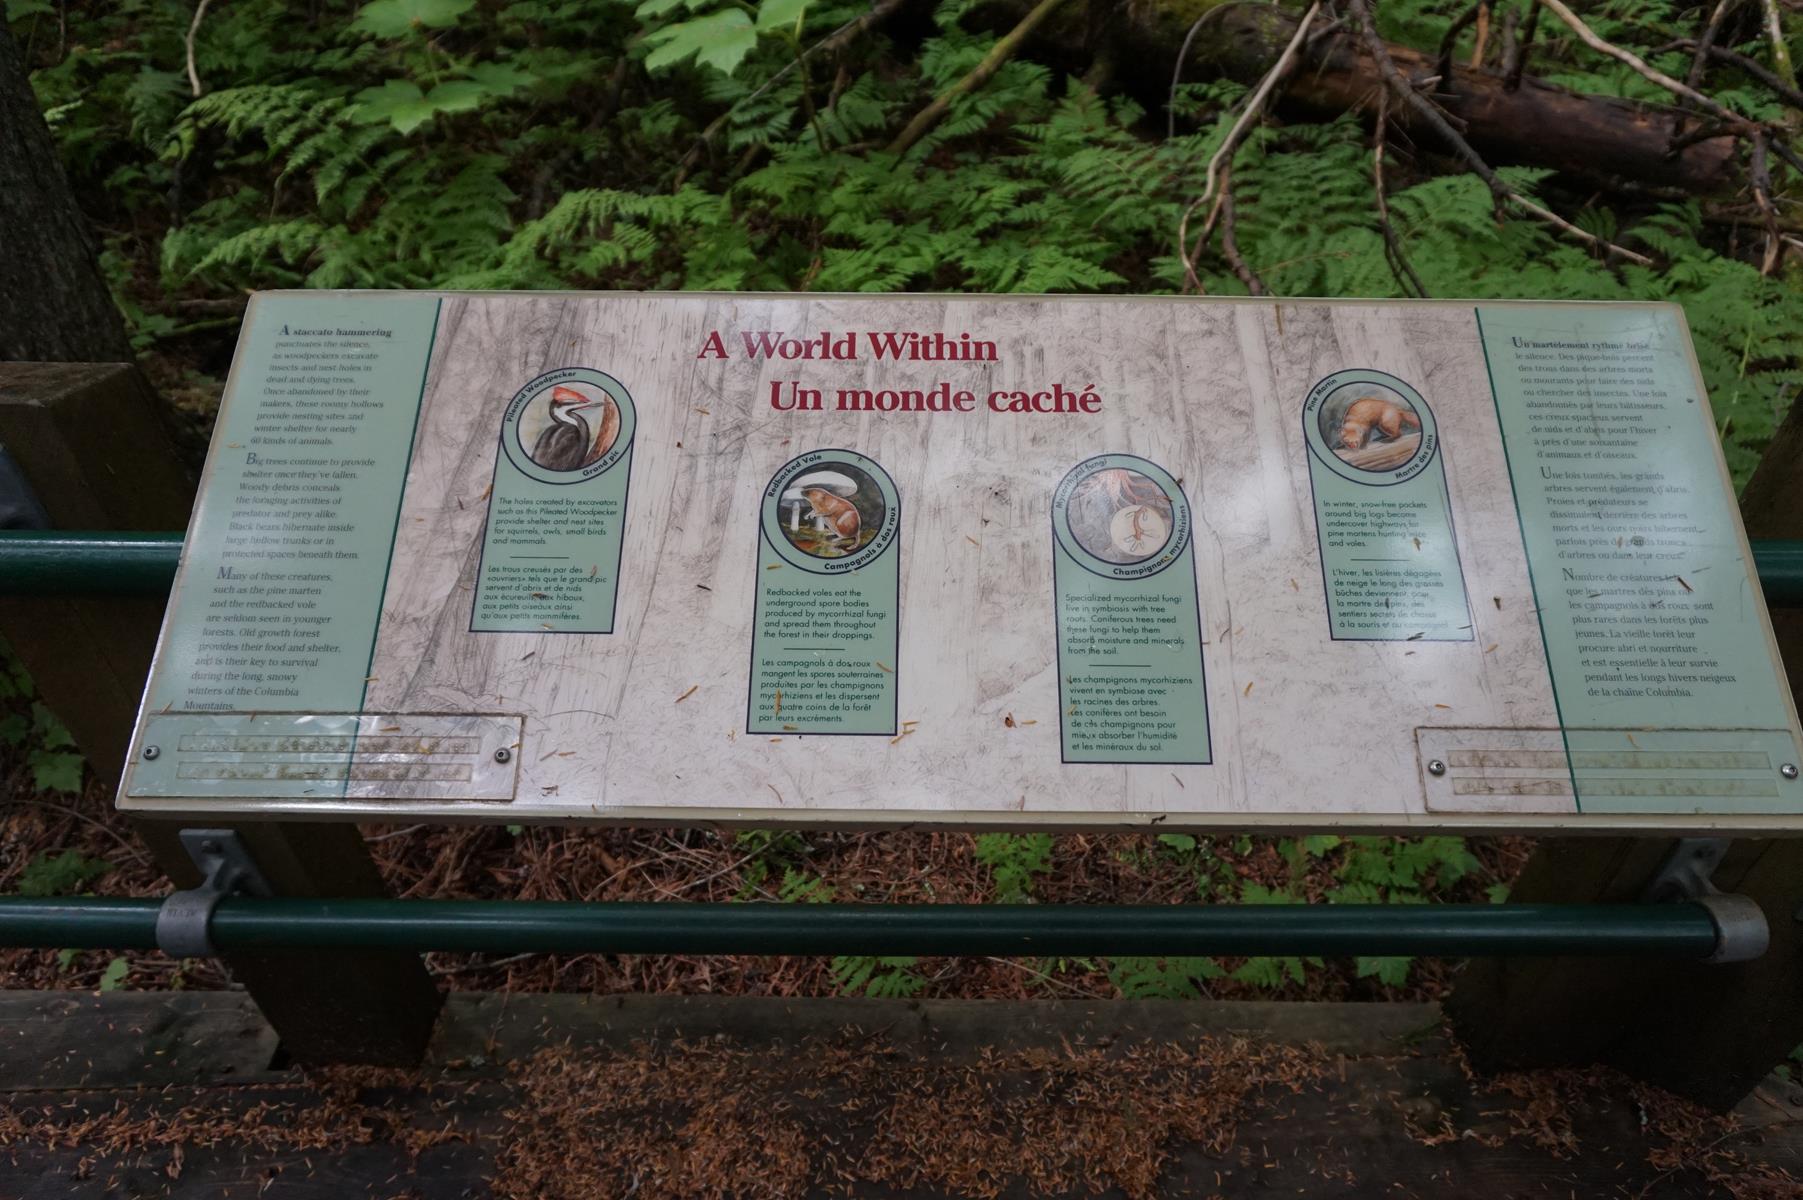 A World Within
Un monde caché
A staccato hammering
punctuates the silence,
as woodpeckers excavate
insects and nest holes in
dead and dying trees.
Once abandoned by their
makers, these roomy hollows
provide nesting sites and
winter shelter for nearly
60 kinds of animals.
Big trees continue to provide
shelter once they've fallen.
Woody debris conceals
the foraging activities of
predator and prey alike.
Black bears hibernate inside
large hollow trunks or in
protected spaces beneath them.
Many of these creatures,
such as the pine marten
and the redbacked vole
are seldom seen in younger
forests. Old growth forest
provides their food and shelter,
and is their key to survival
during the long, snowy
winters of the Columbia
Mountains.
Pileated Woodpecker
Grand pic
The holes created by excavators
such as this Pileated Woodpecker
provide shelter and nest sites
for squirrels, owls, small birds
and mammals.
Les trous creusés par des
«ouvriers» tels que le grand pic
servent d'abris et de nids
aux écureuils, aux hiboux,
aux petits oiseaux ainsi
qu'aux petits mammifères.
Redbacked Vole
Campagnols à dos roux
Redbacked voles eat the
underground spore bodies
produced by mycorrhizal fungi
and spread them throughout
the forest in their droppings.
Les campagnols à dos roux
mangent les spores souterraines
produites par les champignons
mycorhiziens et les dispersent
aux quatre coins de la forêt
par leurs excréments.
Mycorrhizal fungi
Champignons mycorhiziens
Specialized mycorrhizal fungi
live in symbiosis with tree
roots. Coniferous trees need
these fungi to help them
absorb moisture and minerals
from the soil.
Les champignons mycorhiziens
vivent en symbiose avec
les racines des arbres.
Les conifères ont besoin
de ces champignons pour
mieux absorber l'humidité
et les minéraux du sol.
Pine Martin
Martre des pins
In winter, snow-free pockets
around big logs become
undercover highways for
pine martens hunting mice
and voles.
L'hiver, les lisières dégagées
de neige le long des grosses
bûches deviennent, pour
la martre des pins, des
sentiers secrets de chasse
à la souris et au campagnol.
Un martèlement rythmé brise
le silence. Des pique-bois percent
des trous dans des arbres morts
ou mourants pour faire des nids
ou chercher des insectes. Une fois
abandonnés par leurs bâtisseurs,
ces creux spacieux servent
de nids et d'abris pour l'hiver
à près d'une soixantaine
d'animaux et d'oiseaux.
Une fois tombés, les grands
arbres servent également d'abris.
Proies et prédateurs se
dissimulent derrière des arbres
morts et les ours noirs hibernent
parfois près de grands troncs
d'arbres ou dans leur creux.
Nombre de créatures tels
que les martres des pins ou
les campagnols à dos roux sont
plus rares dans les forêts plus
jeunes. La vieille forêt leur
procure abri et nourriture
et est essentielle à leur survie
pendant les longs hivers neigeux
de la chaîne Columbia.